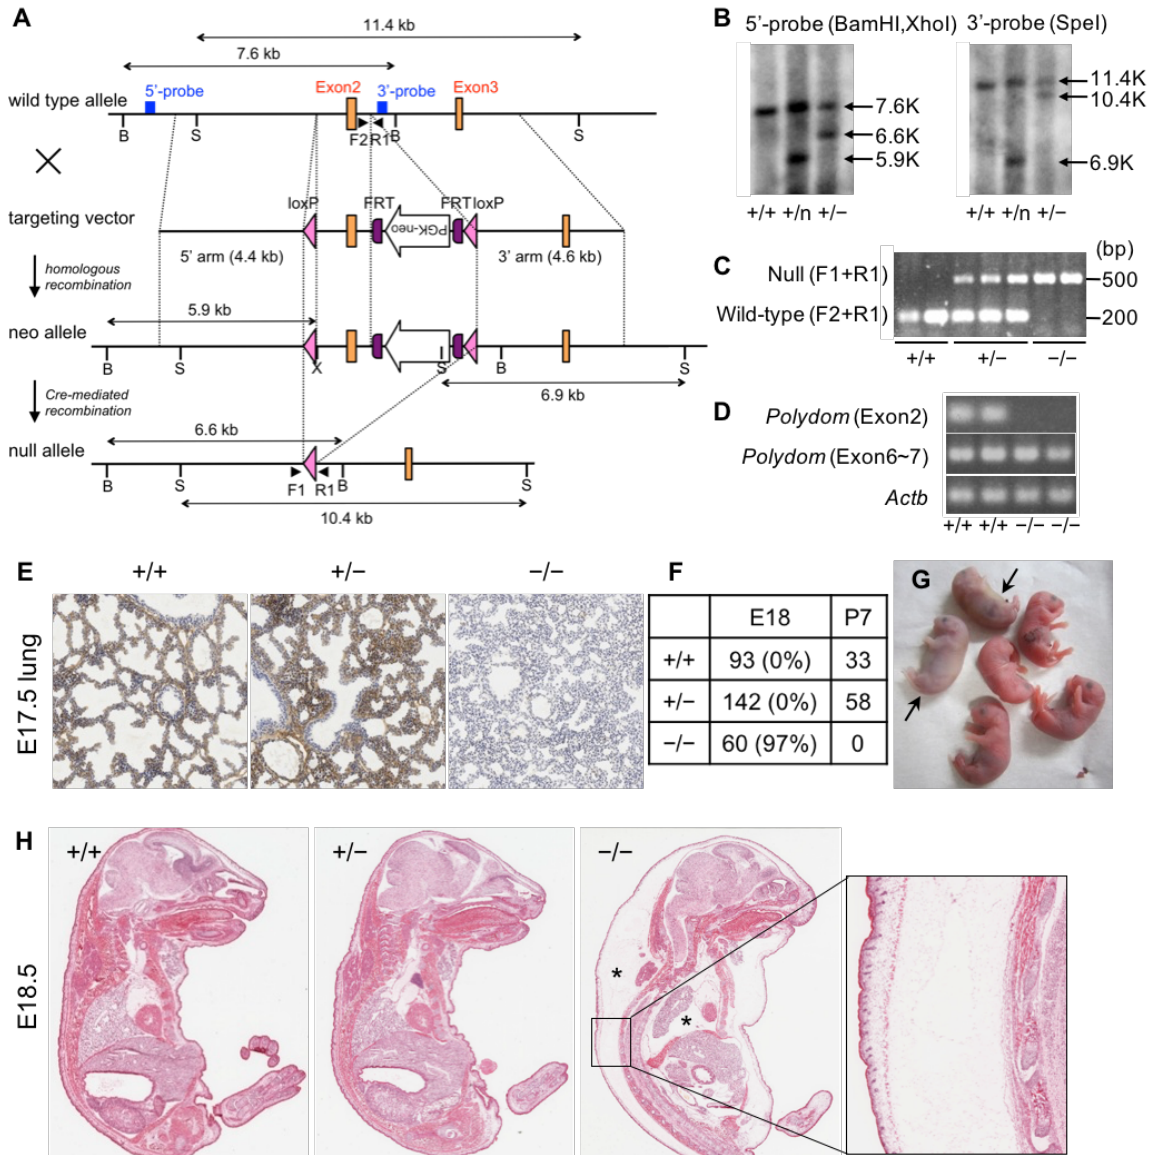 A
11.4 kb
7.6 kb
5'-probe
Exon2
3'-probe
Exon3
wild type allele
B
S
F2
R1
B
S
loxP
FRT
FRT
loxP
targeting vector
PGK-neo
5' arm (4.4 kb)
3' arm (4.6 kb)
homologous
recombination
5.9 kb
neo allele
B
S
X
S
B
S
Cre-mediated
recombination
6.9 kb
6.6 kb
null allele
B
S
F1
R1
B
S
10.4 kb
B
5'-probe (BamHI,XhoI)
3'-probe (SpeI)
7.6K
6.6K
5.9K
11.4K
10.4K
6.9K
+/+ +/n +/−
+/+ +/n +/−
C
(bp)
Null (F1+R1)
500
Wild-type (F2+R1)
200
+/+ +/− −/−
D
Polydom (Exon2)
Polydom (Exon6~7)
Actb
+/+ +/+ −/− −/−
E
+/+ +/− −/−
E17.5 lung
F
E18 P7
+/+ 93 (0%) 33
+/− 142 (0%) 58
−/− 60 (97%) 0
G
H
+/+ +/− −/−
*
*
E18.5